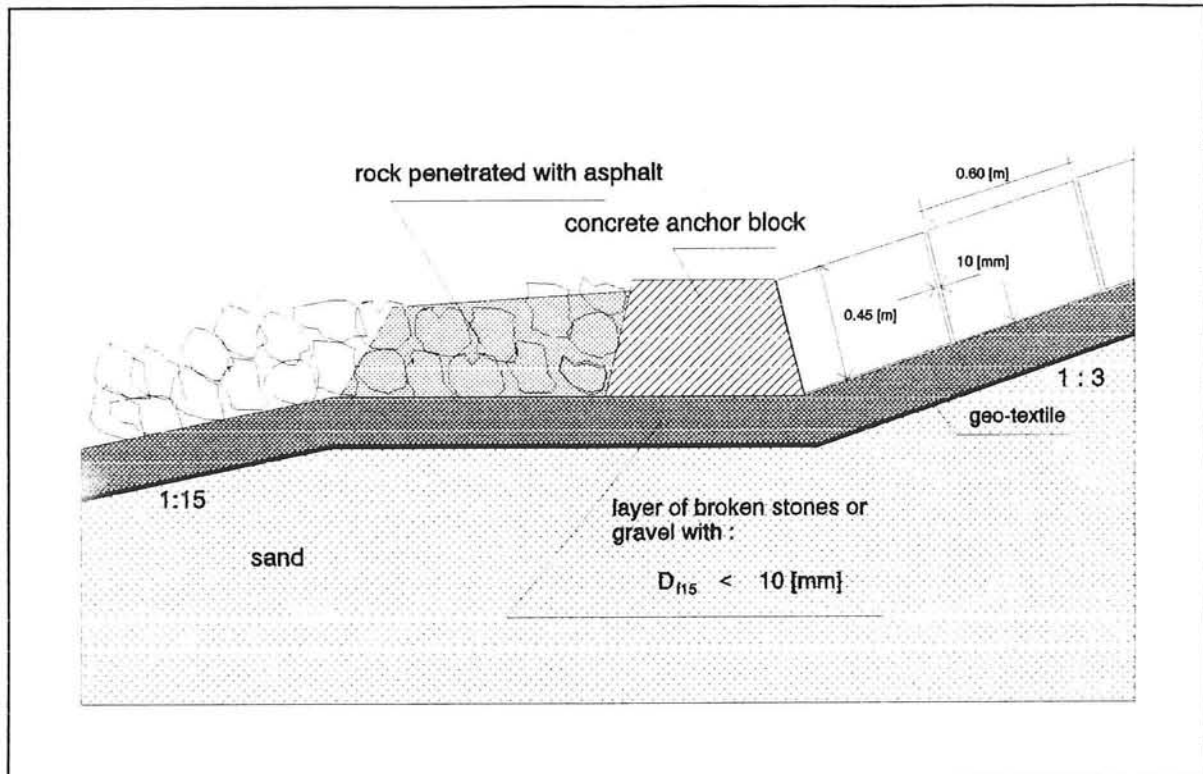 rock penetrated with asphalt
concrete anchor block
0.60 [m]
10 [mm]
0.45 [m]
1 : 3
geo-textile
1:15
sand
layer of broken stones or
gravel with :
Df15 < 10 [mm]